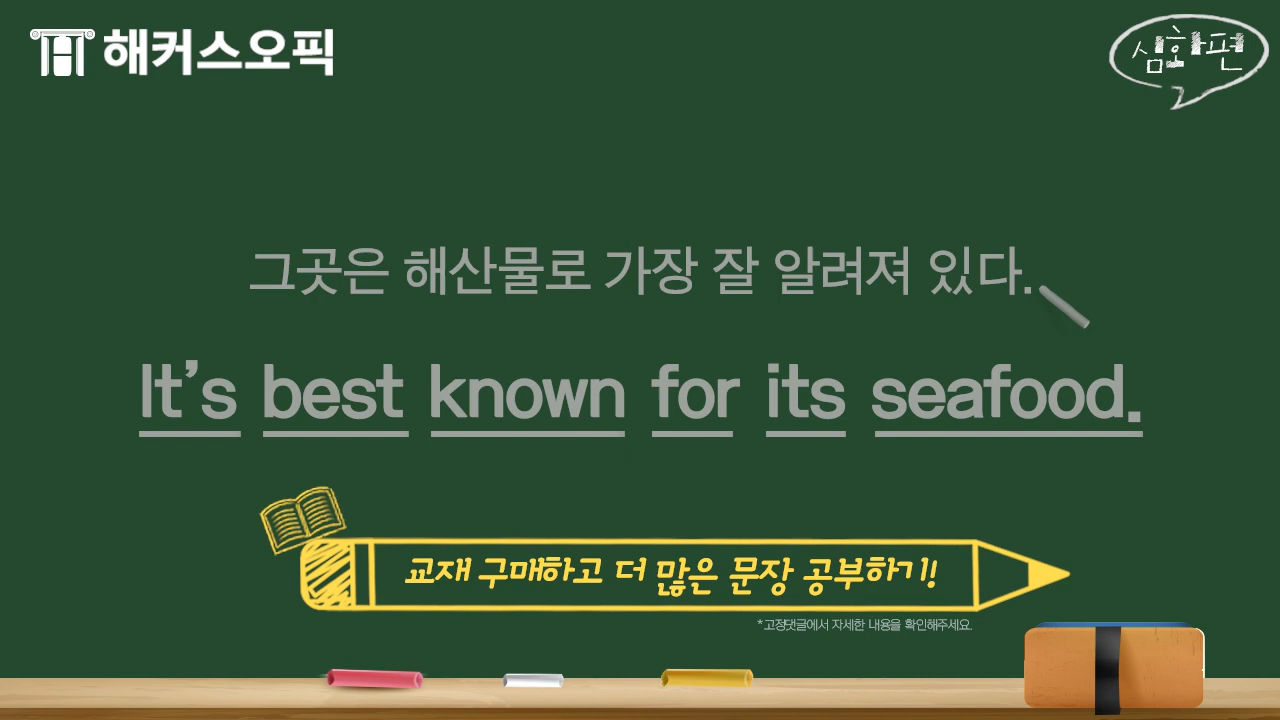 해커스오픽
심화편
그곳은 해산물로 가장 잘 알려져 있다.
It's best known for its seafood.
교재 구매하고 더 많은 문장 공부하기!
*고정댓글에서 자세한 내용을 확인해주세요.